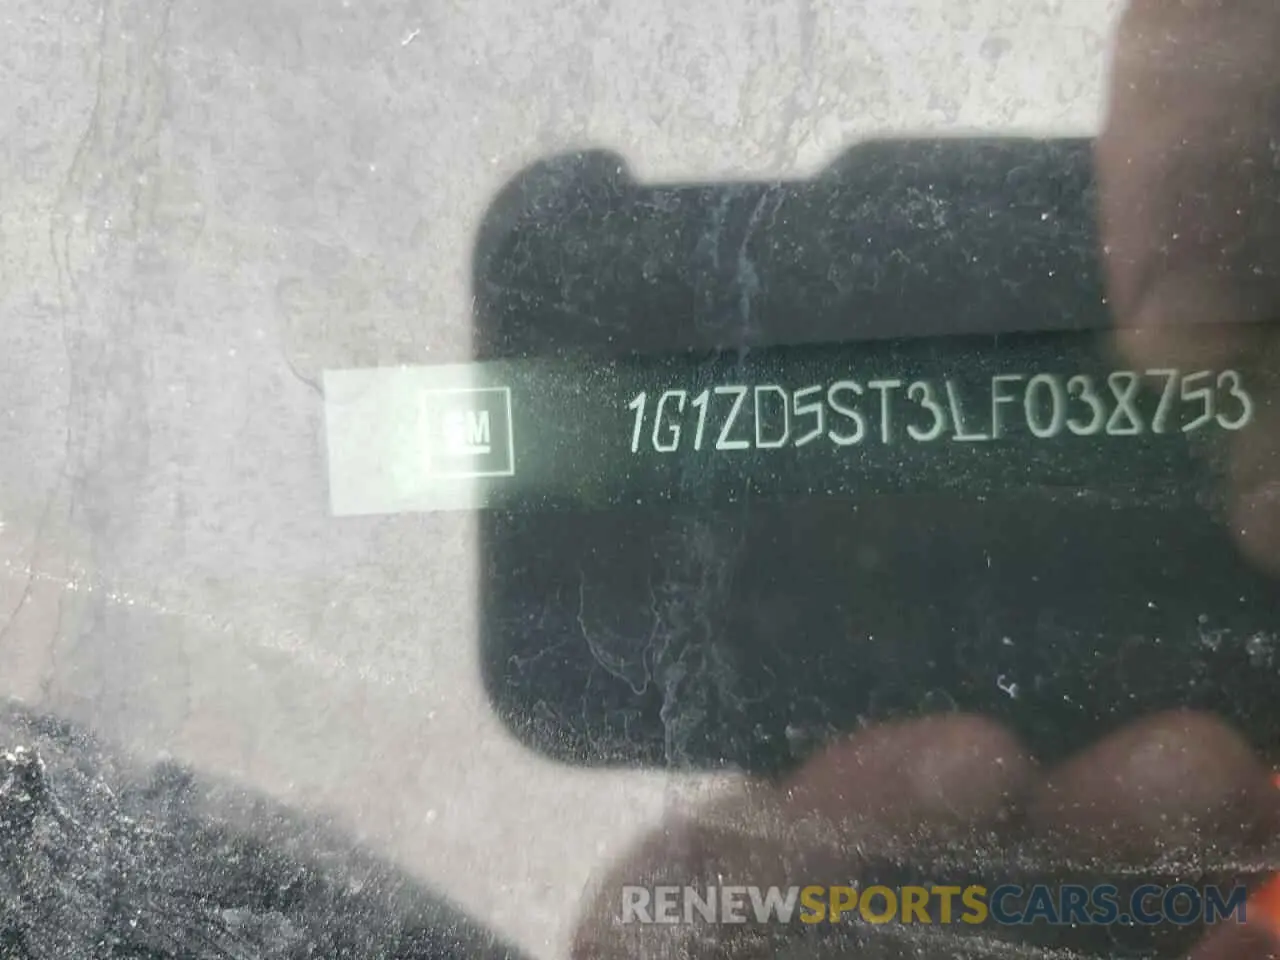 GM 1G1ZD5ST3LF038753
RENEWSPORTSCARS.COM